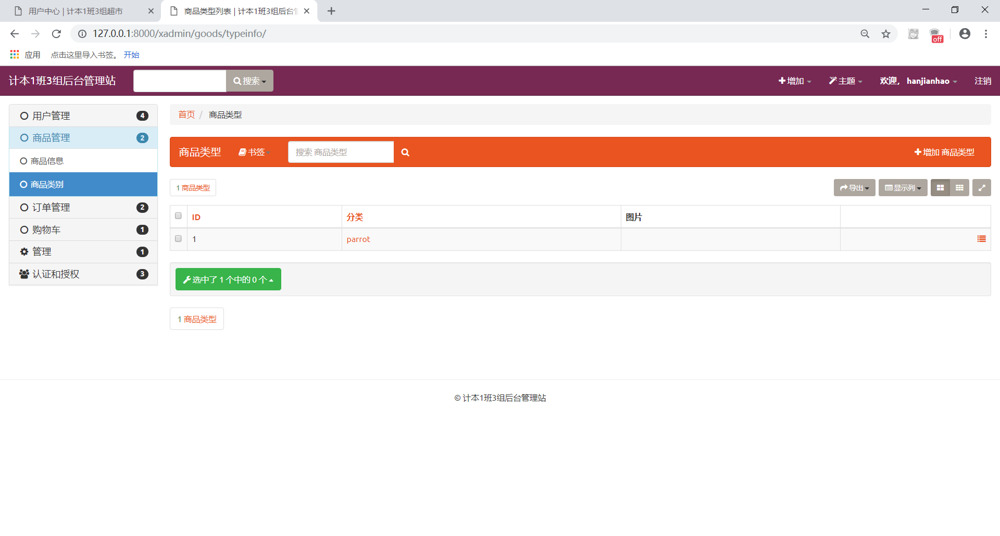 用户中心 | 计本1班3组超市
商品类型列表 | 计本1班3组后台管
127.0.0.1:8000/xadmin/goods/typeinfo/
off
应用 点击这里导入书签。 开始
计本1班3组后台管理站 搜索 增加 主题 欢迎, hanjianhao 注销
用户管理 4
商品管理 2
商品信息
商品类别
订单管理 2
购物车 1
管理 1
认证和授权 3
首页 / 商品类型
商品类型 书签 搜索 商品类型 增加 商品类型
1 商品类型 导出 显示列
ID 分类 图片
1 parrot
选中了 1 个中的 0 个
1 商品类型
© 计本1班3组后台管理站